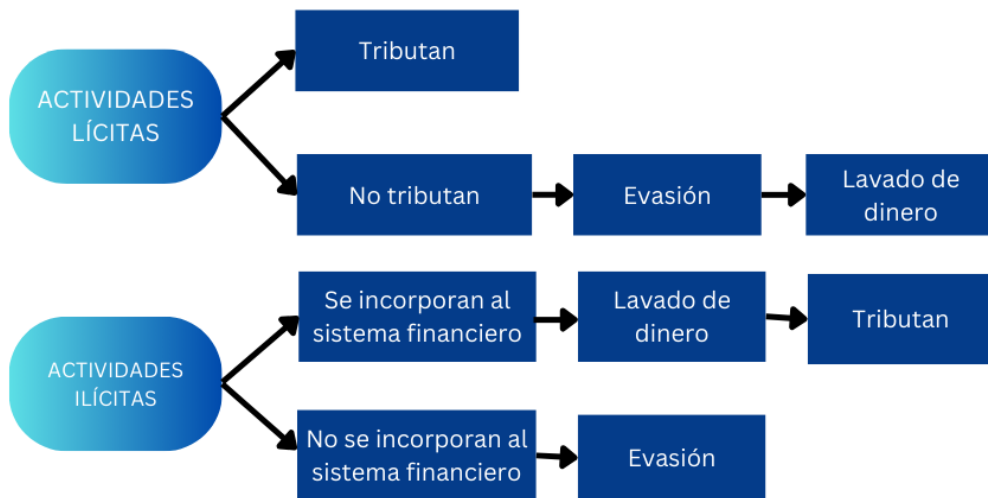 Tributan
ACTIVIDADES
LÍCITAS
No tributan
Evasión
Lavado de
dinero
Se incorporan al
sistema financiero
Lavado de
dinero
Tributan
ACTIVIDADES
ILÍCITAS
No se incorporan al
sistema financiero
Evasión